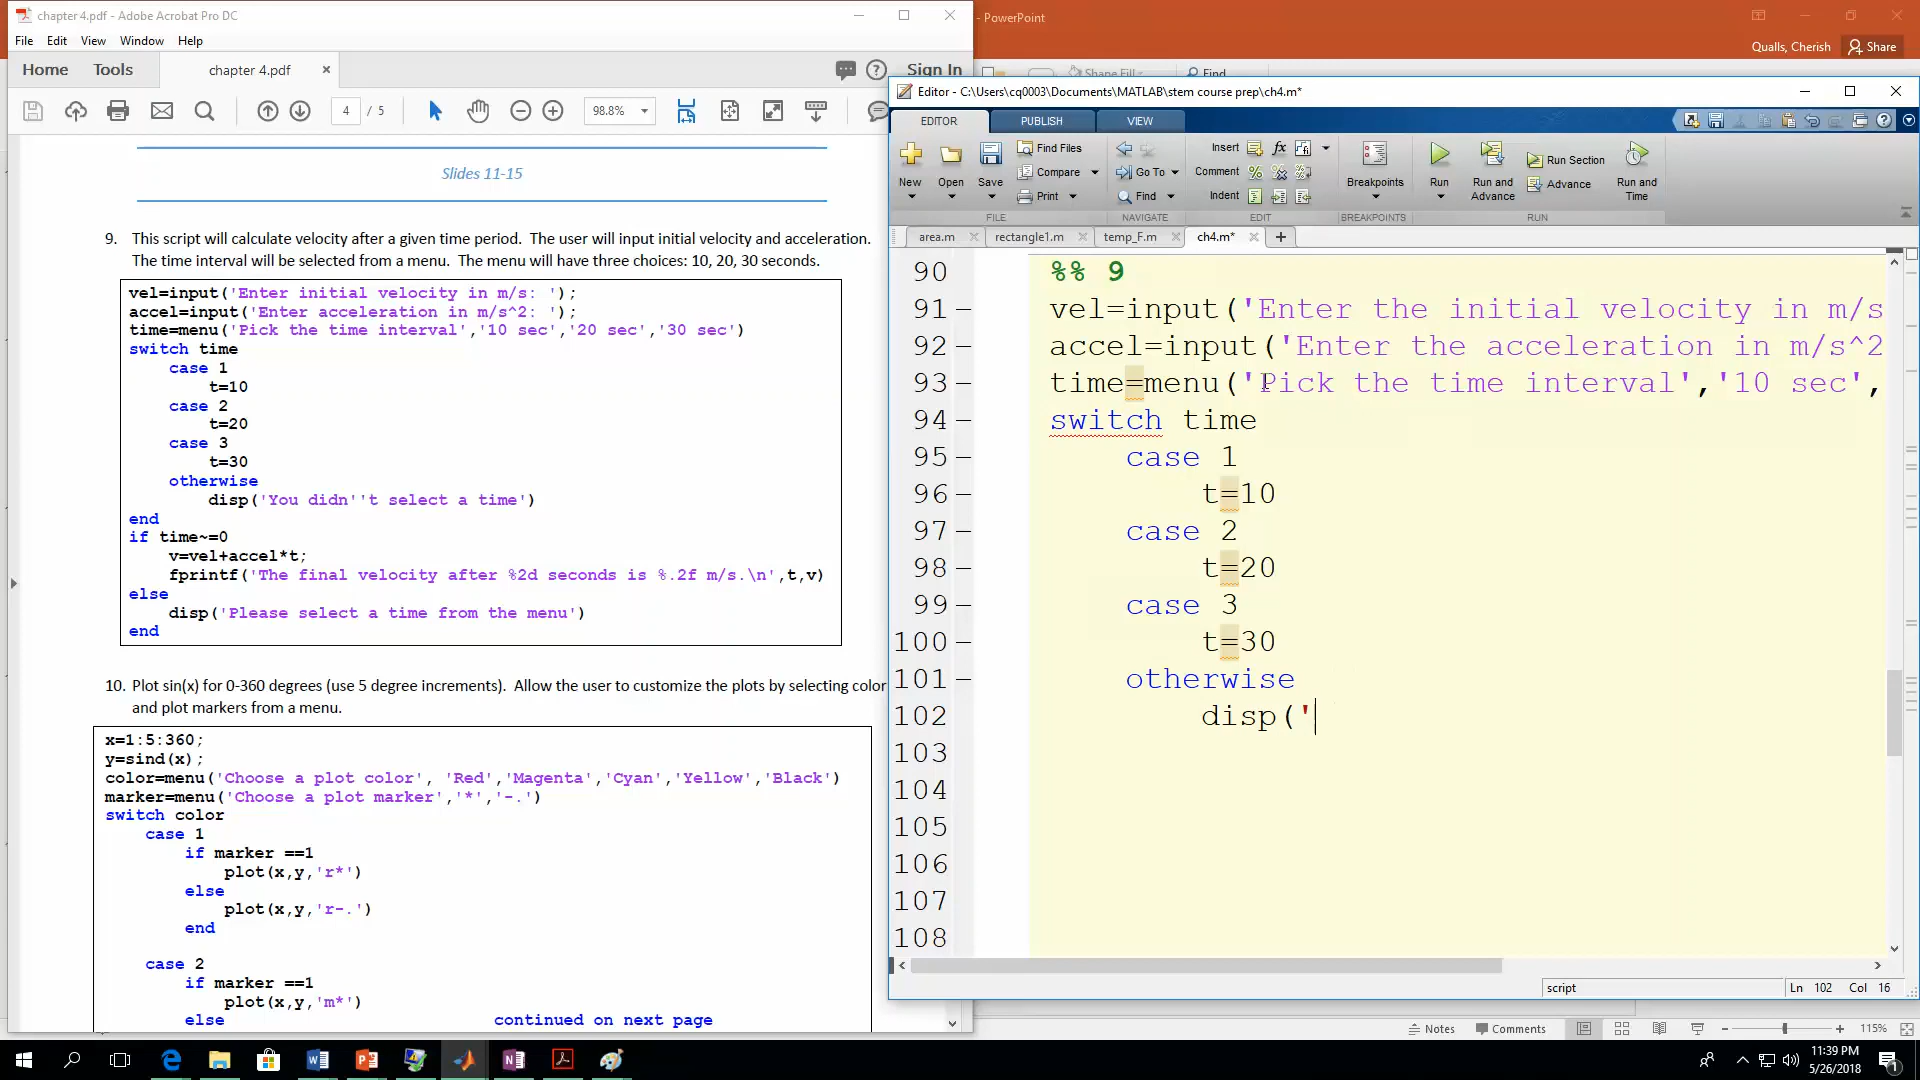 chapter 4.pdf - Adobe Acrobat Pro DC
File Edit View Window Help
Home Tools chapter 4.pdf × Sign In
4 / 5 98.8%
Slides 11-15
9. This script will calculate velocity after a given time period. The user will input initial velocity and acceleration.
The time interval will be selected from a menu. The menu will have three choices: 10, 20, 30 seconds.
vel=input('Enter initial velocity in m/s: ');
accel=input('Enter acceleration in m/s^2: ');
time=menu('Pick the time interval','10 sec','20 sec','30 sec')
switch time
case 1
t=10
case 2
t=20
case 3
t=30
otherwise
disp('You didn''t select a time')
end
if time~=0
v=vel+accel*t;
fprintf('The final velocity after %2d seconds is %.2f m/s.\n',t,v)
else
disp('Please select a time from the menu')
end
10. Plot sin(x) for 0-360 degrees (use 5 degree increments). Allow the user to customize the plots by selecting color
and plot markers from a menu.
x=1:5:360;
y=sind(x);
color=menu('Choose a plot color', 'Red','Magenta','Cyan','Yellow','Black')
marker=menu('Choose a plot marker','*','-.')
switch color
case 1
if marker ==1
plot(x,y,'r*')
else
plot(x,y,'r-.')
end
case 2
if marker ==1
plot(x,y,'m*')
else continued on next page
- PowerPoint
Qualls, Cherish Share
Shape Fill Find
Editor - C:\Users\cq0003\Documents\MATLAB\stem course prep\ch4.m*
EDITOR PUBLISH VIEW
New Open Save Find Files Compare Print Go To Find Insert Comment Indent Breakpoints Run Run and Advance Run Section Advance Run and Time
FILE NAVIGATE EDIT BREAKPOINTS RUN
area.m rectangle1.m temp_F.m ch4.m* +
90 %% 9
91 – vel=input('Enter the initial velocity in m/s
92 – accel=input('Enter the acceleration in m/s^2
93 – time=menu('Pick the time interval','10 sec',
94 – switch time
95 – case 1
96 – t=10
97 – case 2
98 – t=20
99 – case 3
100 – t=30
101 – otherwise
102 disp('
103
104
105
106
107
108
script Ln 102 Col 16
Notes Comments 115%
11:39 PM
5/26/2018
1